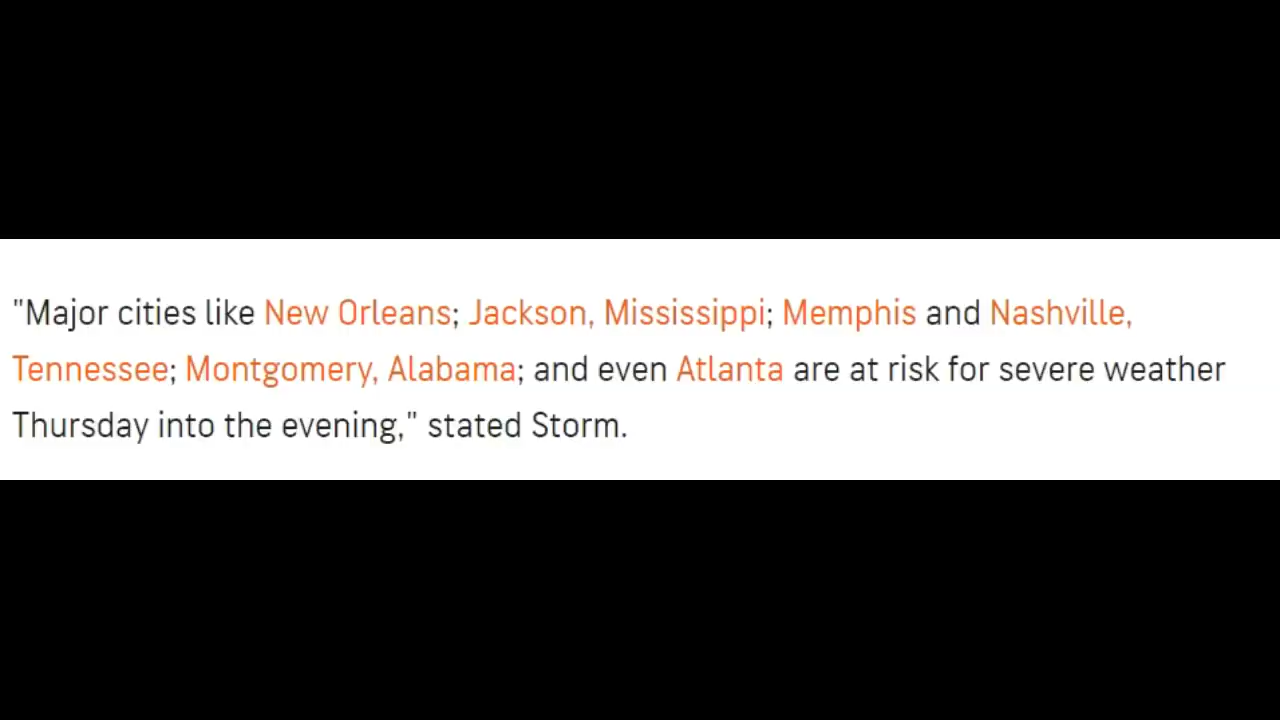 "Major cities like New Orleans; Jackson, Mississippi; Memphis and Nashville,
Tennessee; Montgomery, Alabama; and even Atlanta are at risk for severe weather
Thursday into the evening," stated Storm.